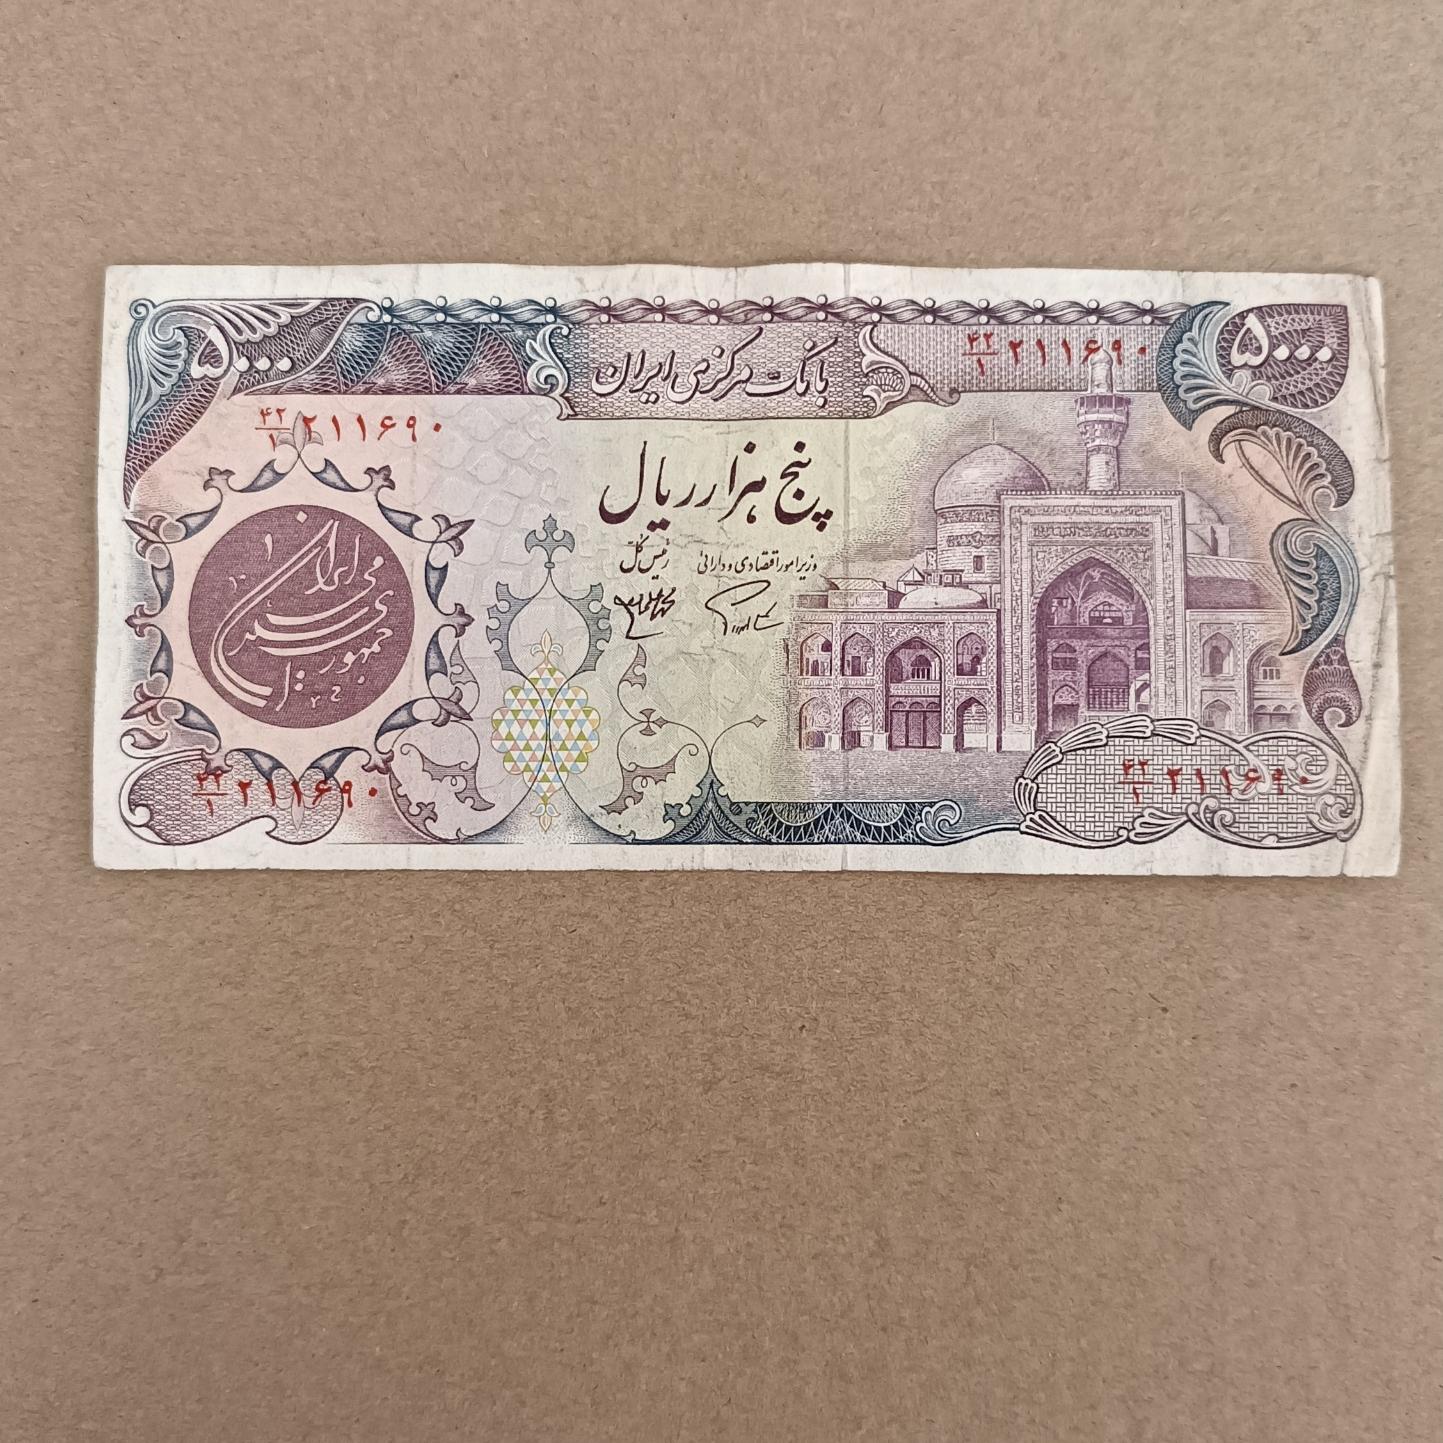 ۵۰۰۰
بانک مرکزی ایران
۴۲/۱ ۲۱۱۶۹۰
۵۰۰۰
۴۲/۱ ۲۱۱۶۹۰
پنج هزار ریال
وزیر امور اقتصادی و دارائی
رئیس کل
جمهوری اسلامی ایران
۴۲/۱ ۲۱۱۶۹۰
۴۲/۱ ۲۱۱۶۹۰